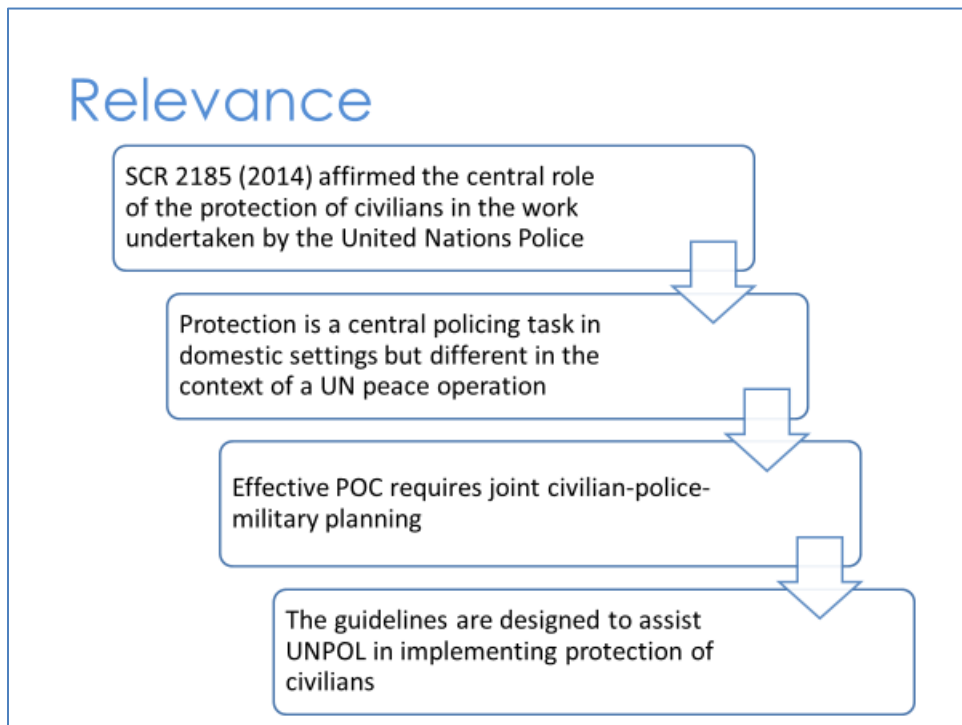 Relevance
SCR 2185 (2014) affirmed the central role
of the protection of civilians in the work
undertaken by the United Nations Police
Protection is a central policing task in
domestic settings but different in the
context of a UN peace operation
Effective POC requires joint civilian-police-
military planning
The guidelines are designed to assist
UNPOL in implementing protection of
civilians